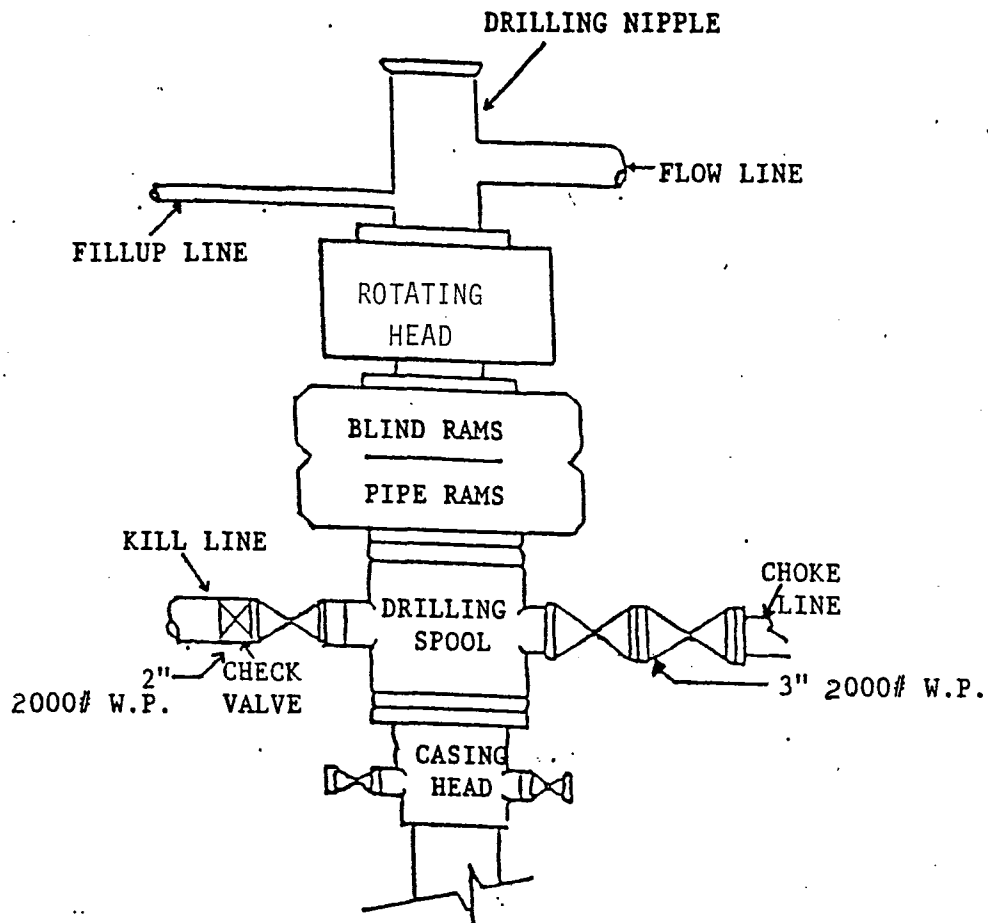 DRILLING NIPPLE
FLOW LINE
FILLUP LINE
ROTATING
HEAD
BLIND RAMS
PIPE RAMS
KILL LINE
CHOKE
LINE
DRILLING
SPOOL
2"
2000# W.P.
CHECK
VALVE
3" 2000# W.P.
CASING
HEAD